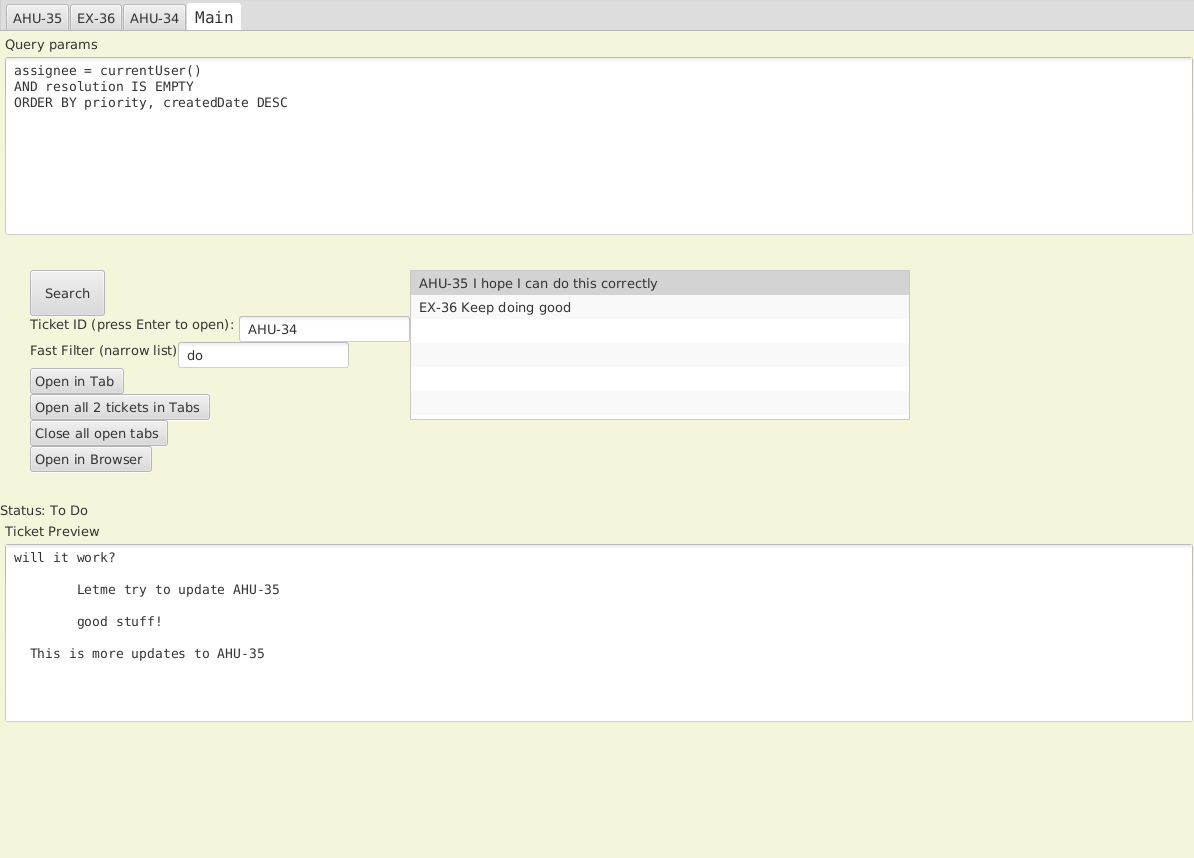 AHU-35 EX-36 AHU-34 Main
Query params
assignee = currentUser()
AND resolution IS EMPTY
ORDER BY priority, createdDate DESC
Search
Ticket ID (press Enter to open): AHU-34
Fast Filter (narrow list) do
Open in Tab
Open all 2 tickets in Tabs
Close all open tabs
Open in Browser
AHU-35 I hope I can do this correctly
EX-36 Keep doing good
Status: To Do
Ticket Preview
will it work?
Letme try to update AHU-35
good stuff!
This is more updates to AHU-35